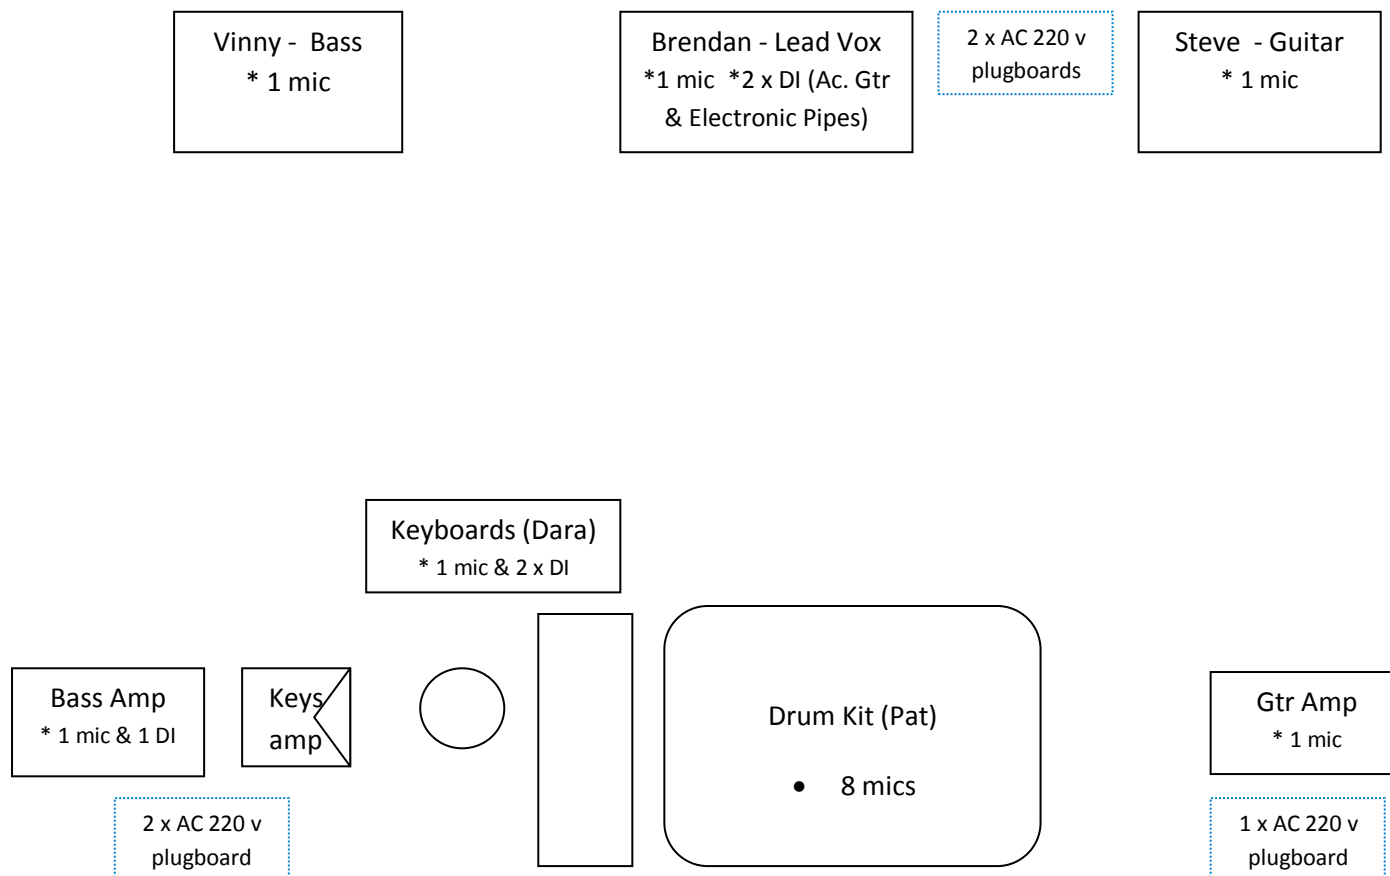 Vinny - Bass
* 1 mic
Brendan - Lead Vox
*1 mic *2 x DI (Ac. Gtr
& Electronic Pipes)
2 x AC 220 v
plugboards
Steve - Guitar
* 1 mic
Keyboards (Dara)
* 1 mic & 2 x DI
Bass Amp
* 1 mic & 1 DI
Keys
amp
Drum Kit (Pat)
• 8 mics
Gtr Amp
* 1 mic
2 x AC 220 v
plugboard
1 x AC 220 v
plugboard